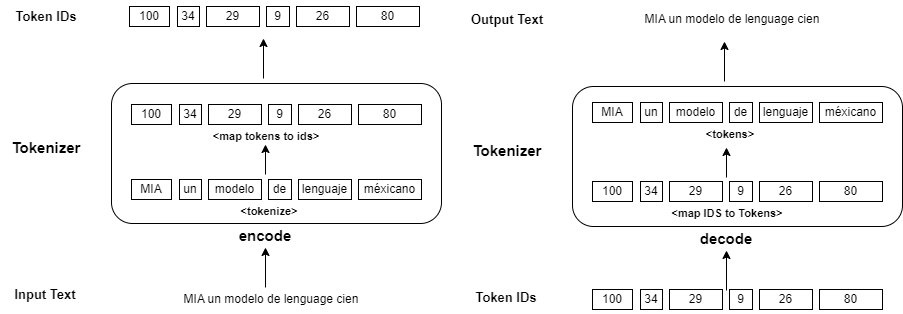 Token IDs
100 34 29 9 26 80
100 34 29 9 26 80
<map tokens to ids>
Tokenizer
MIA un modelo de lenguaje méxicano
<tokenize>
encode
Input Text
MIA un modelo de lenguage cien
Output Text
MIA un modelo de lenguage cien
MIA un modelo de lenguaje méxicano
<tokens>
Tokenizer
100 34 29 9 26 80
<map IDS to Tokens>
decode
Token IDs
100 34 29 9 26 80